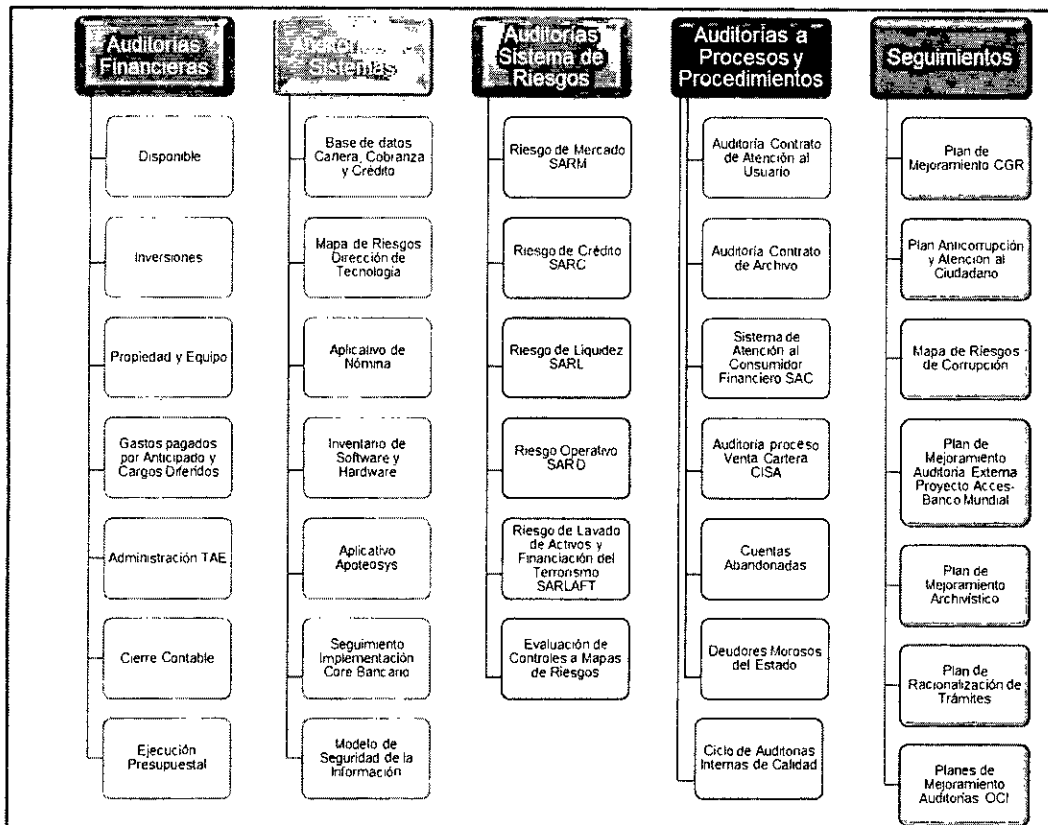 Auditorías
Financieras
Disponible
Inversiones
Propiedad y Equipo
Gastos pagados
por Anticipado y
Cargos Diferidos
Administración TAE
Cierre Contable
Ejecución
Presupuestal
Sistemas
Base de datos
Cartera, Cobranza
y Crédito
Mapa de Riesgos
Dirección de
Tecnología
Aplicativo de
Nómina
Inventario de
Software y
Hardware
Aplicativo
Apoteosys
Seguimiento
Implementación
Core Bancario
Modelo de
Seguridad de la
Información
Auditorías
Sistema de
Riesgos
Riesgo de Mercado
SARM
Riesgo de Crédito
SARC
Riesgo de Liquidez
SARL
Riesgo Operativo
SARO
Riesgo de Lavado
de Activos y
Financiación del
Terrorismo
SARLAFT
Evaluación de
Controles a Mapas
de Riesgos
Auditorías a
Procesos y
Procedimientos
Auditoría Contrato
de Atención al
Usuario
Auditoría Contrato
de Archivo
Sistema de
Atención al
Consumidor
Financiero SAC
Auditoría proceso
Venta Cartera
CISA
Cuentas
Abandonadas
Deudores Morosos
del Estado
Ciclo de Auditorías
Internas de Calidad
Seguimientos
Plan de
Mejoramiento CGR
Plan Anticorrupción
y Atención al
Ciudadano
Mapa de Riesgos
de Corrupción
Plan de
Mejoramiento
Auditoría Externa
Proyecto Acces-
Banco Mundial
Plan de
Mejoramiento
Archivístico
Plan de
Racionalización de
Trámites
Planes de
Mejoramiento
Auditorías OCI